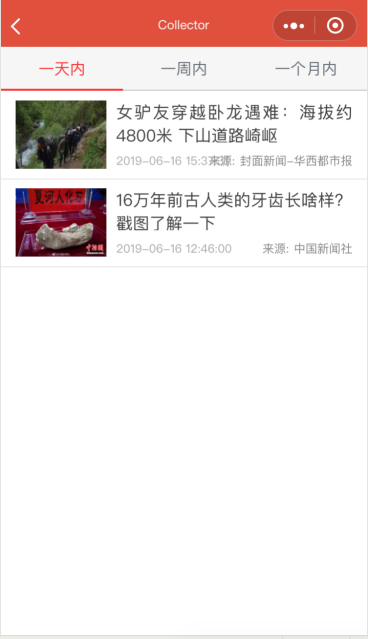 Collector
一天内
一周内
一个月内
女驴友穿越卧龙遇难：海拔约
4800米 下山道路崎岖
2019-06-16 15:3
来源: 封面新闻-华西都市报
16万年前古人类的牙齿长啥样?
戳图了解一下
2019-06-16 12:46:00
来源: 中国新闻社